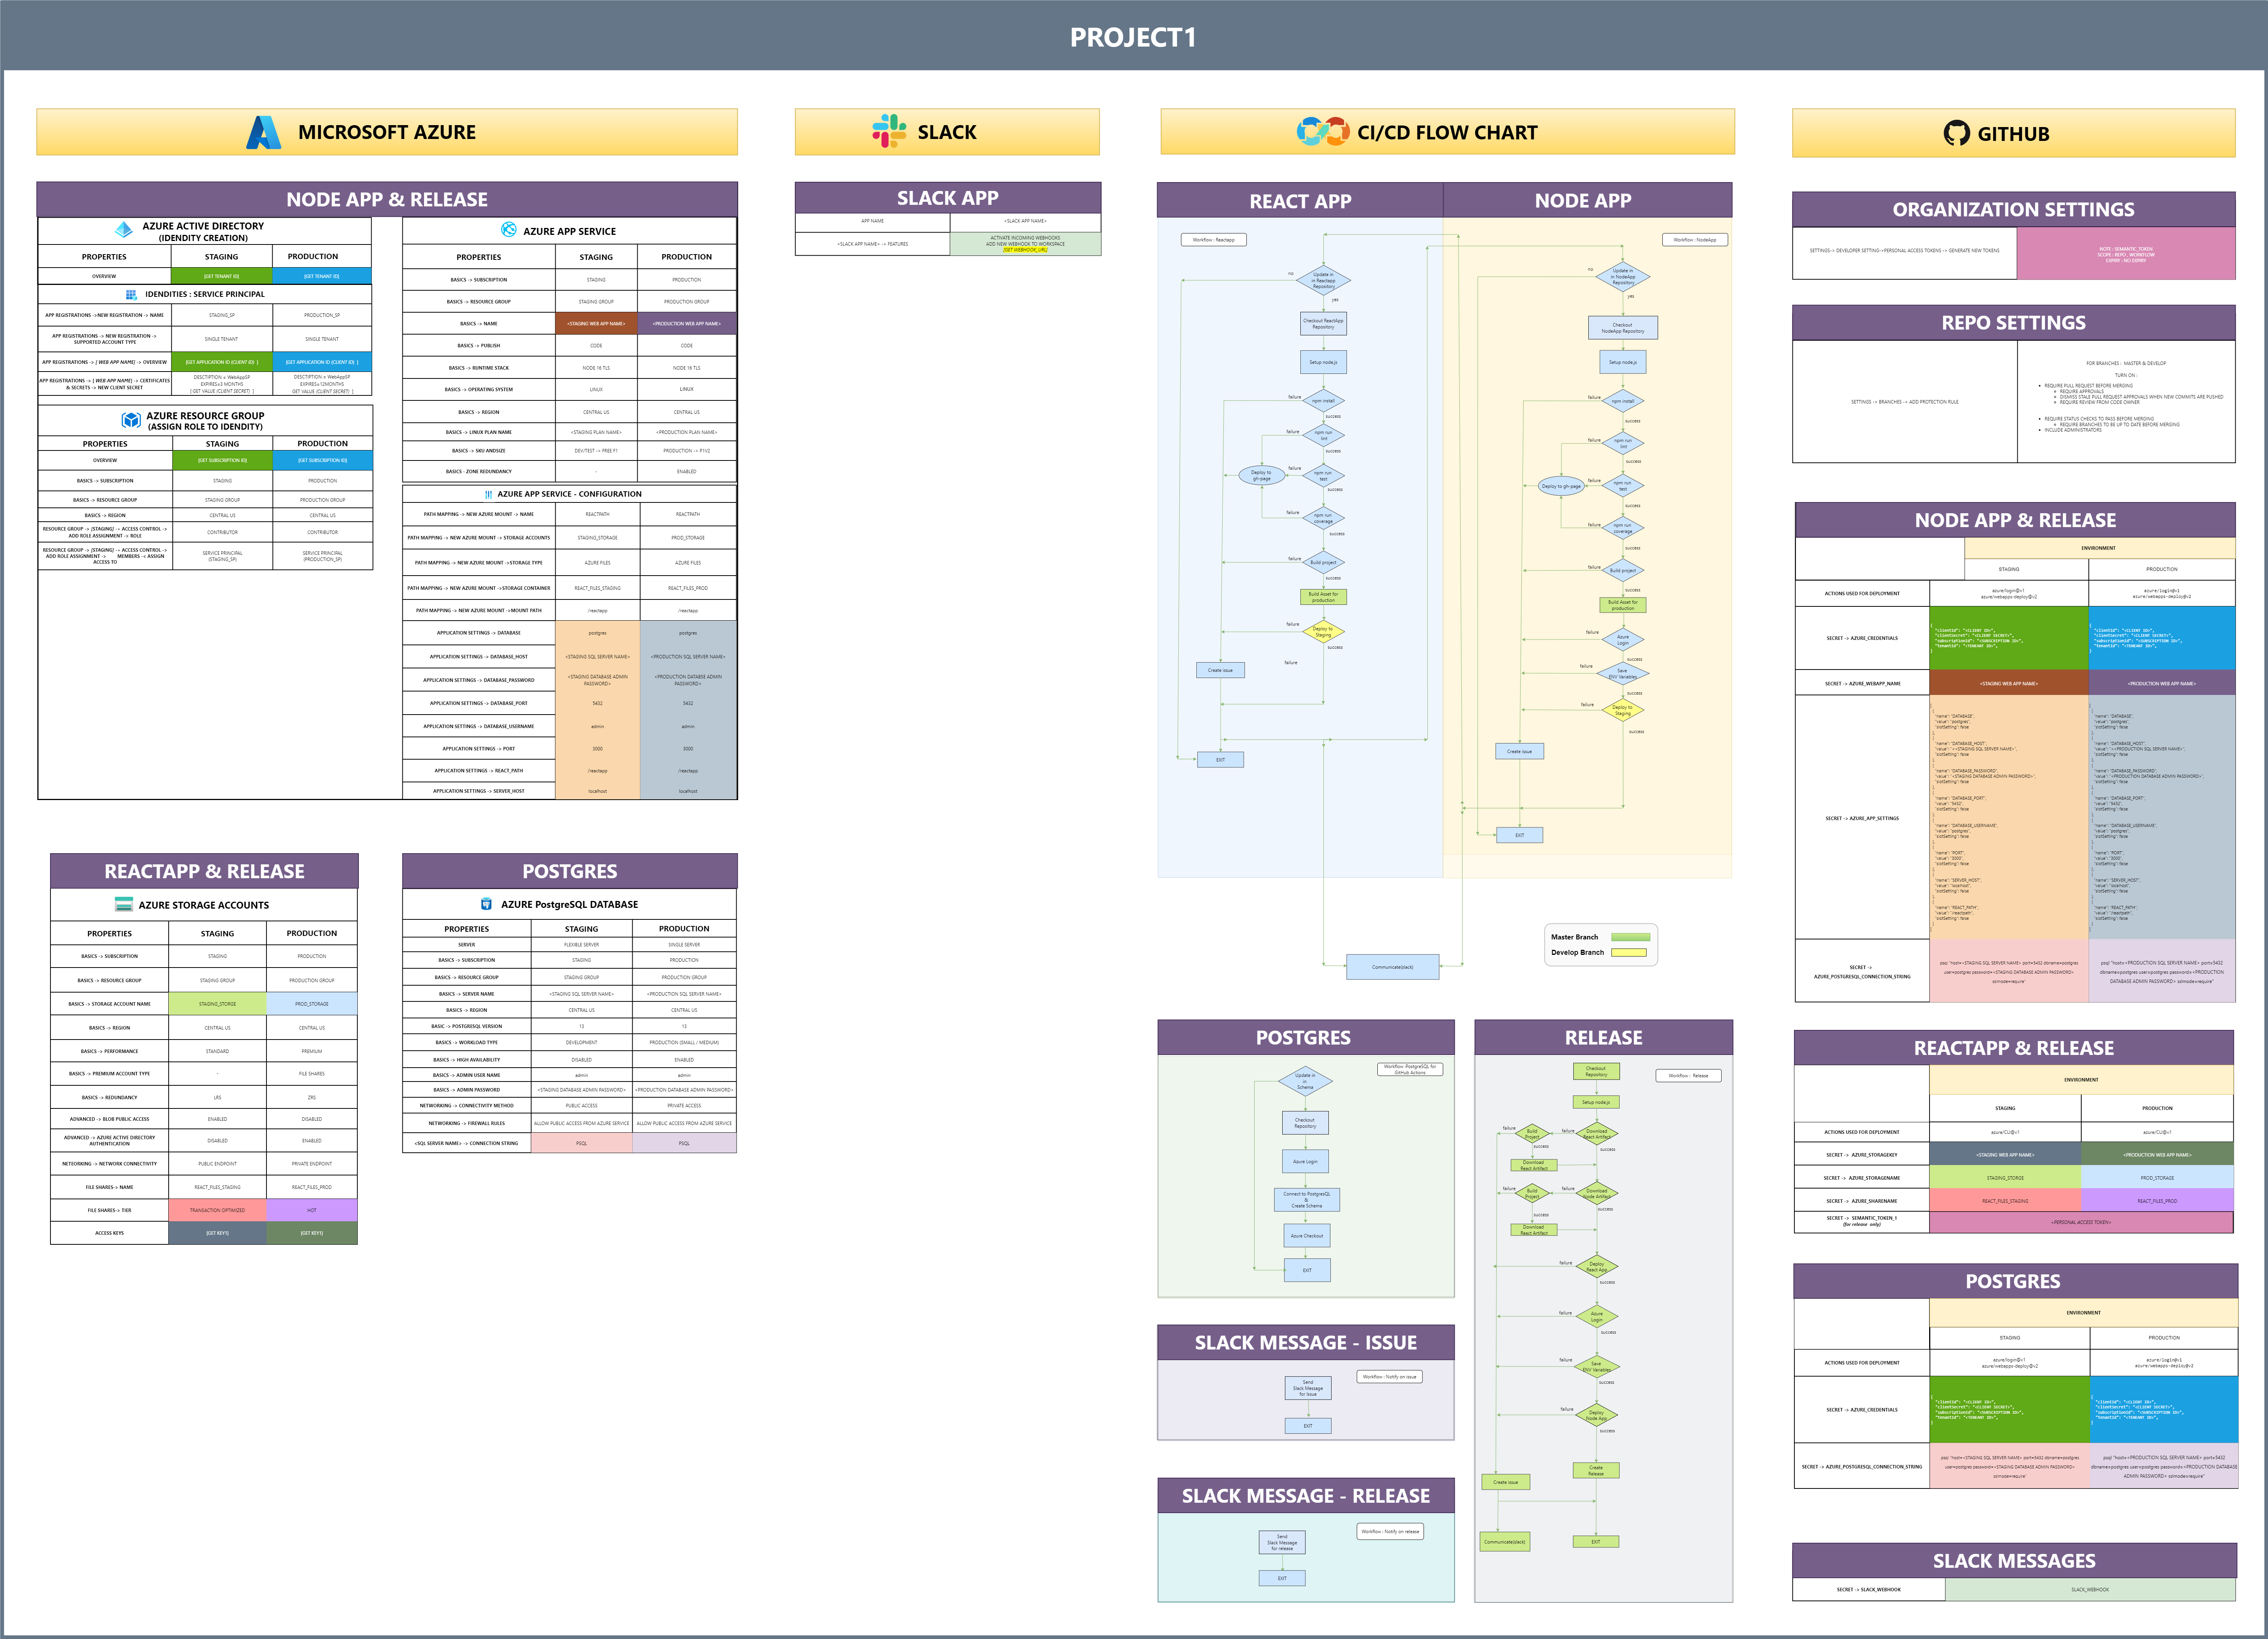 PROJECT1
MICROSOFT AZURE
NODE APP & RELEASE
AZURE ACTIVE DIRECTORY
(IDENDITY CREATION)
PROPERTIES STAGING PRODUCTION
OVERVIEW [GET TENANT ID] [GET TENANT ID]
IDENDITIES : SERVICE PRINCIPAL
APP REGISTRATIONS ->NEW REGISTRATION -> NAME STAGING_SP PRODUCTION_SP
APP REGISTRATIONS -> NEW REGISTRATION ->
SUPPORTED ACCOUNT TYPE SINGLE TENANT SINGLE TENANT
APP REGISTRATIONS -> [ WEB APP NAME] -> OVERVIEW [GET APPLICATION ID (CLIENT ID) ] [GET APPLICATION ID (CLIENT ID) ]
APP REGISTRATIONS -> [ WEB APP NAME] -> CERTIFICATES
& SECRETS -> NEW CLIENT SECRET
DESCTIPTION = WebAppSP
EXPIRES=3 MONTHS
[ GET VALUE (CLIENT SECRET) ]
DESCTIPTION = WebAppSP
EXPIRES=12MONTHS
GET VALUE (CLIENT SECRET) ]
AZURE RESOURCE GROUP
(ASSIGN ROLE TO IDENDITY)
PROPERTIES STAGING PRODUCTION
OVERVIEW [GET SUBSCRIPTION ID] [GET SUBSCRIPTION ID]
BASICS -> SUBSCRIPTION STAGING PRODUCTION
BASICS -> RESOURCE GROUP STAGING GROUP PRODUCTION GROUP
BASICS -> REGION CENTRAL US CENTRAL US
RESOURCE GROUP -> [STAGING] -> ACCESS CONTROL ->
ADD ROLE ASSIGNMENT -> ROLE CONTRIBUTOR CONTRIBUTOR
RESOURCE GROUP -> [STAGING] -> ACCESS CONTROL ->
ADD ROLE ASSIGNMENT -> MEMBERS -> ASSIGN
ACCESS TO
SERVICE PRINCIPAL
(STAGING_SP)
SERVICE PRINCIPAL
(PRODUCTION_SP)
AZURE APP SERVICE
PROPERTIES STAGING PRODUCTION
BASICS -> SUBSCRIPTION STAGING PRODUCTION
BASICS -> RESOURCE GROUP STAGING GROUP PRODUCTION GROUP
BASICS -> NAME <STAGING WEB APP NAME> <PRODUCTION WEB APP NAME>
BASICS -> PUBLISH CODE CODE
BASICS -> RUNTIME STACK NODE 16 TLS NODE 16 TLS
BASICS -> OPERATING SYSTEM LINUX LINUX
BASICS -> REGION CENTRAL US CENTRAL US
BASICS -> LINUX PLAN NAME <STAGING PLAN NAME> <PRODUCTION PLAN NAME>
BASICS -> SKU ANDSIZE DEV/TEST -> FREE F1 PRODUCTION -> P1V2
BASICS - ZONE REDUNDANCY - ENABLED
AZURE APP SERVICE - CONFIGURATION
PATH MAPPING -> NEW AZURE MOUNT -> NAME REACTPATH REACTPATH
PATH MAPPING -> NEW AZURE MOUNT -> STORAGE ACCOUNTS STAGING_STORAGE PROD_STORAGE
PATH MAPPING -> NEW AZURE MOUNT ->STORAGE TYPE AZURE FILES AZURE FILES
PATH MAPPING -> NEW AZURE MOUNT ->STORAGE CONTAINER REACT_FILES_STAGING REACT_FILES_PROD
PATH MAPPING -> NEW AZURE MOUNT ->MOUNT PATH /reactapp /reactapp
APPLICATION SETTINGS -> DATABASE postgres postgres
APPLICATION SETTINGS -> DATABASE_HOST <STAGING SQL SERVER NAME> <PRODUCTION SQL SERVER NAME>
APPLICATION SETTINGS -> DATABASE_PASSWORD
<STAGING DATABASE ADMIN
PASSWORD>
<PRODUCTION DATABSE ADMIN
PASSWORD>
APPLICATION SETTINGS -> DATABASE_PORT 5432 5432
APPLICATION SETTINGS -> DATABASE_USERNAME admin admin
APPLICATION SETTINGS -> PORT 3000 3000
APPLICATION SETTINGS -> REACT_PATH /reactapp /reactapp
APPLICATION SETTINGS -> SERVER_HOST localhost localhost
REACTAPP & RELEASE
AZURE STORAGE ACCOUNTS
PROPERTIES STAGING PRODUCTION
BASICS -> SUBSCRIPTION STAGING PRODUCTION
BASICS -> RESOURCE GROUP STAGING GROUP PRODUCTION GROUP
BASICS -> STORAGE ACCOUNT NAME STAGING_STORGE PROD_STORAGE
BASICS -> REGION CENTRAL US CENTRAL US
BASICS -> PERFORMANCE STANDARD PREMIUM
BASICS -> PREMIUM ACCOUNT TYPE - FILE SHARES
BASICS -> REDUNDANCY LRS ZRS
ADVANCED -> BLOB PUBLIC ACCESS ENABLED DISABLED
ADVANCED -> AZURE ACTIVE DIRECTORY
AUTHENTICATION DISABLED ENABLED
NETEORKING -> NETWORK CONNECTIVITY PUBLIC ENDPOINT PRIVATE ENDPOINT
FILE SHARES-> NAME REACT_FILES_STAGING REACT_FILES_PROD
FILE SHARES-> TIER TRANSACTION OPTIMIZED HOT
ACCESS KEYS [GET KEY1] [GET KEY1]
POSTGRES
AZURE PostgreSQL DATABASE
PROPERTIES STAGING PRODUCTION
SERVER FLEXIBLE SERVER SINGLE SERVER
BASICS -> SUBSCRIPTION STAGING PRODUCTION
BASICS -> RESOURCE GROUP STAGING GROUP PRODUCTION GROUP
BASICS -> SERVER NAME <STAGING SQL SERVER NAME> <PRODUCTION SQL SERVER NAME>
BASICS -> REGION CENTRAL US CENTRAL US
BASIC -> POSTGRESQL VERSION 13 13
BASICS -> WORKLOAD TYPE DEVELOPMENT PRODUCTION (SMALL / MEDIUM)
BASICS -> HIGH AVAILABILITY DISABLED ENABLED
BASICS -> ADMIN USER NAME admin admin
BASICS -> ADMIN PASSWORD <STAGING DATABASE ADMIN PASSWORD> <PRODUCTION DATABASE ADMIN PASSWORD>
NETWORKING -> CONNECTIVITY METHOD PUBLIC ACCESS PRIVATE ACCESS
NETWORKING -> FIREWALL RULES ALLOW PUBLIC ACCESS FROM AZURE SERVICE ALLOW PUBLIC ACCESS FROM AZURE SERVICE
<SQL SERVER NAME> -> CONNECTION STRING PSQL PSQL
SLACK
SLACK APP
APP NAME <SLACK APP NAME>
<SLACK APP NAME> -> FEATURES
ACTIVATE INCOMING WEBHOOKS
ADD NEW WEBHOOK TO WORKSPACE
[GET WEBHOOK_URL]
CI/CD FLOW CHART
REACT APP
Workflow : Reactapp
Update in
in Reactapp
Repository
no
yes
Checkout ReactApp
Repository
Setup node.js
npm install
failure
success
npm run
lint
failure
success
Deploy to
gh-page
failure
npm run
test
success
npm run
coverage
failure
success
Build project
failure
success
Build Asset for
production
Deploy to
Staging
failure
success
failure
Create issue
EXIT
NODE APP
Workflow : NodeApp
Update in
in NodeApp
Repository
no
yes
Checkout
NodeApp Repository
Setup node.js
npm install
failure
success
npm run
lint
failure
success
Deploy to gh-page
failure
npm run
test
success
npm run
coverage
failure
success
Build project
failure
success
Build Asset for
production
Azure
Login
failure
success
Save
ENV Variables
failure
success
Deploy to
Staging
failure
success
Create issue
EXIT
Master Branch
Develop Branch
Communicate(slack)
POSTGRES
Workflow -PostgreSQL for
GitHub Actions
Update in
in
Schema
Checkout
Repository
Azure Login
Connect to PostgresQL
&
Create Schema
Azure Checkout
EXIT
SLACK MESSAGE - ISSUE
Workflow : Notify on issue
Send
Slack Message
for Issue
EXIT
SLACK MESSAGE - RELEASE
Workflow : Notify on release
Send
Slack Message
for release
EXIT
RELEASE
Workflow : Release
Checkout
Repository
Setup node.js
Download
React Artifact
failure
Build
Project
failure
success
success
Download
React Artifact
Download
Node Artifact
failure
Build
Project
failure
success
success
Download
React Artifact
Deploy
React App
failure
success
Azure
Login
failure
success
Save
ENV Variables
failure
success
Deploy
Node App
failure
success
Create
Release
Create issue
Communicate(slack)
EXIT
GITHUB
ORGANIZATION SETTINGS
SETTINGS-> DEVELOPER SETTING->PERSONAL ACCESS TOKENS -> GENERATE NEW TOKENS
NOTE : SEMANTIC_TOKEN
SCOPE : REPO , WORKFLOW
EXPIRY : NO EXPIRY
REPO SETTINGS
SETTINGS -> BRANCHES -> ADD PROTECTION RULE
FOR BRANCHES : MASTER & DEVELOP
TURN ON :
REQUIRE PULL REQUEST BEFORE MERGING
REQUIRE APPROVALS
DISMISS STALE PULL REQUEST APPROVALS WHEN NEW COMMITS ARE PUSHED
REQUIRE REVIEW FROM CODE OWNER
REQUIRE STATUS CHECKS TO PASS BEFORE MERGING
REQUIRE BRANCHES TO BE UP TO DATE BEFORE MERGING
INCLUDE ADMINISTRATORS
NODE APP & RELEASE
ENVIRONMENT
STAGING PRODUCTION
ACTIONS USED FOR DEPLOYMENT
azure/login@v1
azure/webapps-deploy@v2
azure/login@v1
azure/webapps-deploy@v2
SECRET -> AZURE_CREDENTIALS
{
"clientId": "<CLIENT ID>",
"clientSecret": "<CLIENT SECRET>",
"subscriptionId": "<SUBSCRIPTION ID>",
"tenantId": "<TENEANT ID>",
}
{
"clientId": "<CLIENT ID>",
"clientSecret": "<CLIENT SECRET>",
"subscriptionId": "<SUBSCRIPTION ID>",
"tenantId": "<TENEANT ID>",
}
SECRET -> AZURE_WEBAPP_NAME <STAGING WEB APP NAME> <PRODUCTION WEB APP NAME>
SECRET -> AZURE_APP_SETTINGS
"name": "DATABASE",
"value": "postgres",
"slotSetting": false
"name": "DATABASE_HOST",
"value": "<<STAGING SQL SERVER NAME>",
"slotSetting": false
"name": "DATABASE_PASSWORD",
"value": "<STAGING DATABASE ADMIN PASSWORD>",
"slotSetting": false
"name": "DATABASE_PORT",
"value": "5432",
"slotSetting": false
"name": "DATABASE_USERNAME",
"value": "postgres",
"slotSetting": false
"name": "PORT",
"value": "3000",
"slotSetting": false
"name": "SERVER_HOST",
"value": "localhost",
"slotSetting": false
"name": "REACT_PATH",
"value": "/reactpath",
"slotSetting": false
"name": "DATABASE",
"value": "postgres",
"slotSetting": false
"name": "DATABASE_HOST",
"value": "<<PRODUCTION SQL SERVER NAME>",
"slotSetting": false
"name": "DATABASE_PASSWORD",
"value": "<PRODUCTION DATABASE ADMIN PASSWORD>",
"slotSetting": false
"name": "DATABASE_PORT",
"value": "5432",
"slotSetting": false
"name": "DATABASE_USERNAME",
"value": "postgres",
"slotSetting": false
"name": "PORT",
"value": "3000",
"slotSetting": false
"name": "SERVER_HOST",
"value": "localhost",
"slotSetting": false
"name": "REACT_PATH",
"value": "/reactpath",
"slotSetting": false
SECRET ->
AZURE_POSTGRESQL_CONNECTION_STRING
psql "host=<STAGING SQL SERVER NAME> port=5432 dbname=postgres
user=postgres password=<STAGING DATABASE ADMIN PASSWORD>
sslmode=require"
psql "host=<PRODUCTION SQL SERVER NAME> port=5432
dbname=postgres user=postgres password=<PRODUCTION
DATABASE ADMIN PASSWORD> sslmode=require"
REACTAPP & RELEASE
ENVIRONMENT
STAGING PRODUCTION
ACTIONS USED FOR DEPLOYMENT azure/CLI@v1 azure/CLI@v1
SECRET -> AZURE_STORAGEKEY <STAGING WEB APP NAME> <PRODUCTION WEB APP NAME>
SECRET -> AZURE_STORAGENAME STAGING_STORGE PROD_STORAGE
SECRET -> AZURE_SHARENAME REACT_FILES_STAGING REACT_FILES_PROD
SECRET -> SEMANTIC_TOKEN_1
(for release only) <PERSONAL ACCESS TOKEN>
POSTGRES
ENVIRONMENT
STAGING PRODUCTION
ACTIONS USED FOR DEPLOYMENT
azure/login@v1
azure/webapps-deploy@v2
azure/login@v1
azure/webapps-deploy@v2
SECRET -> AZURE_CREDENTIALS
{
"clientId": "<CLIENT ID>",
"clientSecret": "<CLIENT SECRET>",
"subscriptionId": "<SUBSCRIPTION ID>",
"tenantId": "<TENEANT ID>",
}
{
"clientId": "<CLIENT ID>",
"clientSecret": "<CLIENT SECRET>",
"subscriptionId": "<SUBSCRIPTION ID>",
"tenantId": "<TENEANT ID>",
}
SECRET -> AZURE_POSTGRESQL_CONNECTION_STRING
psql "host=<STAGING SQL SERVER NAME> port=5432 dbname=postgres
user=postgres password=<STAGING DATABASE ADMIN PASSWORD>
sslmode=require"
psql "host=<PRODUCTION SQL SERVER NAME> port=5432
dbname=postgres user=postgres password=<PRODUCTION DATABASE
ADMIN PASSWORD> sslmode=require"
SLACK MESSAGES
SECRET -> SLACK_WEBHOOK SLACK_WEBHOOK